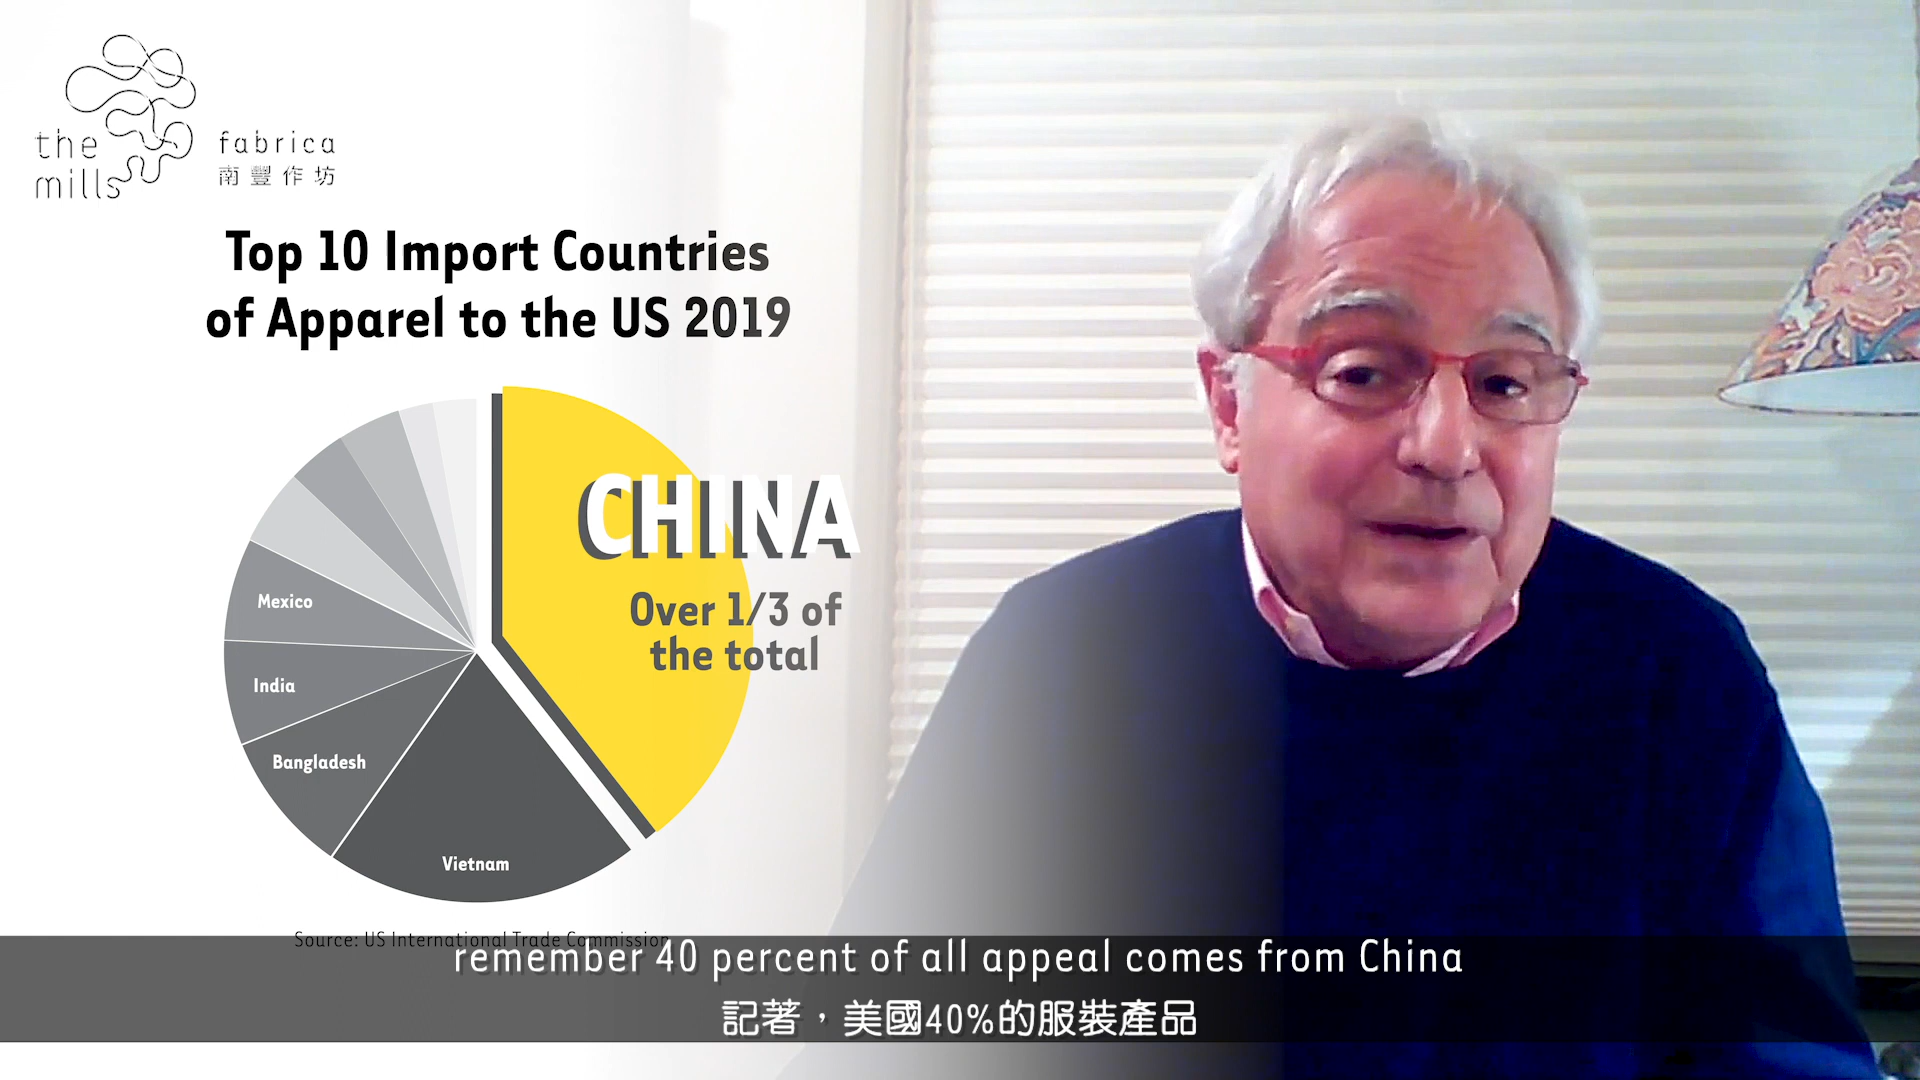 the
mills
fabrica
南豐作坊
Top 10 Import Countries
of Apparel to the US 2019
CHINA
Over 1/3 of
the total
Mexico
India
Bangladesh
Vietnam
Source: US International Trade Commission
remember 40 percent of all appeal comes from China
記著，美國40%的服裝產品